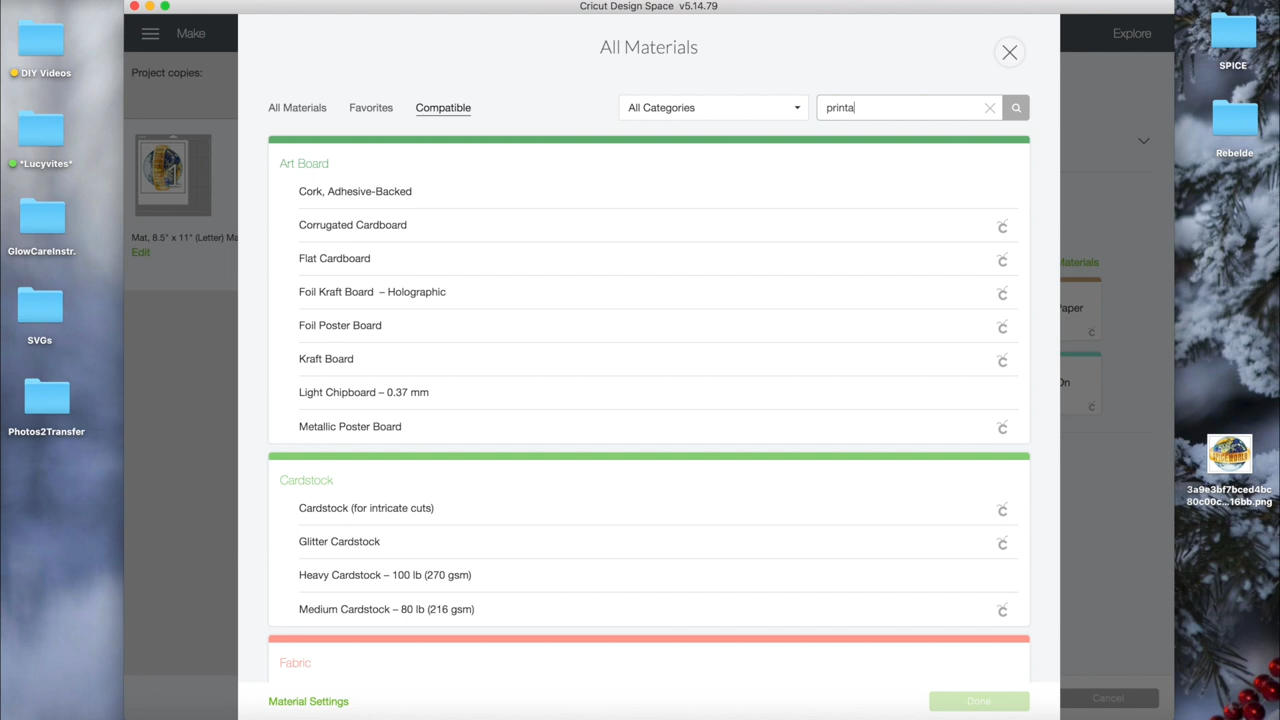 Cricut Design Space v5.14.79
Make
Explore
Project copies:
Mat, 8.5" x 11" (Letter) Ma
Edit
All Materials
All Materials
Favorites
Compatible
All Categories
printa
Art Board
Cork, Adhesive-Backed
Corrugated Cardboard
Flat Cardboard
Foil Kraft Board – Holographic
Foil Poster Board
Kraft Board
Light Chipboard – 0.37 mm
Metallic Poster Board
Cardstock
Cardstock (for intricate cuts)
Glitter Cardstock
Heavy Cardstock – 100 lb (270 gsm)
Medium Cardstock – 80 lb (216 gsm)
Fabric
Material Settings
Done
Materials
Paper
On
Cancel
DIY Videos
*Lucyvites*
GlowCareInstr.
SVGs
Photos2Transfer
SPICE
Rebelde
SPICEWORLD
3a9e3bf7bced4bc
80c00c...16bb.png